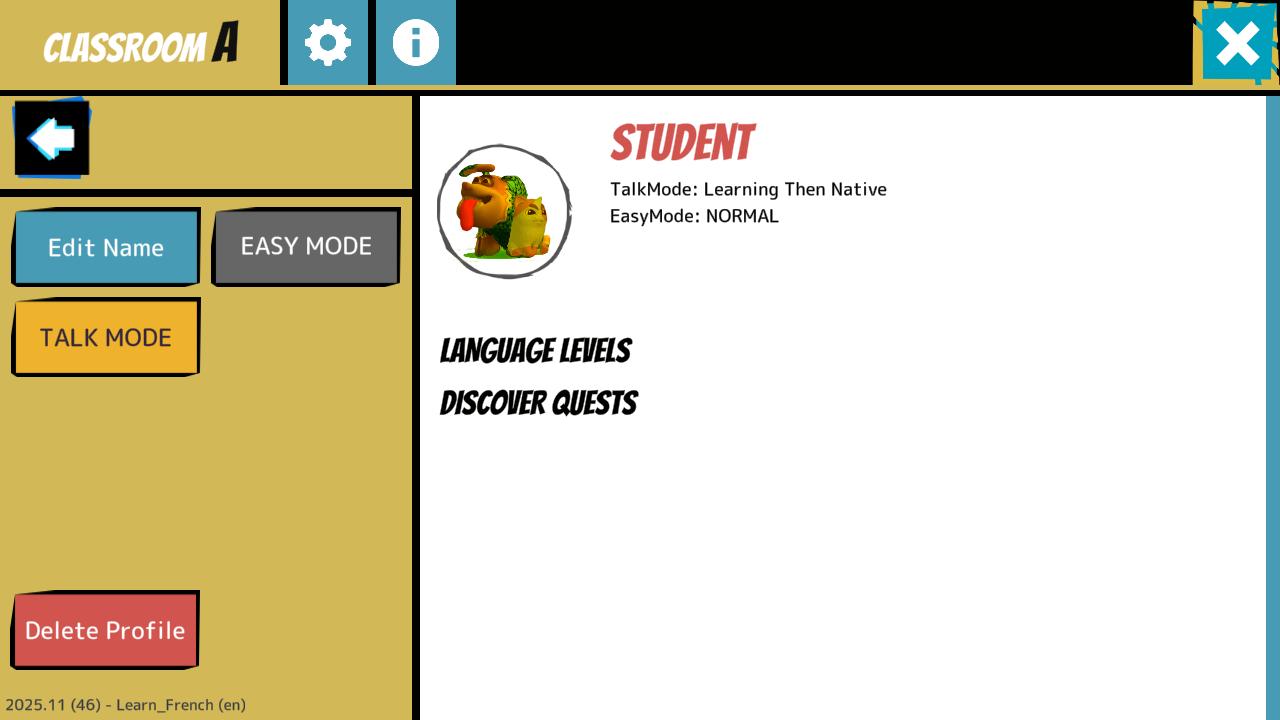 CLASSROOM A
STUDENT
TalkMode: Learning Then Native
EasyMode: NORMAL
Edit Name
EASY MODE
TALK MODE
LANGUAGE LEVELS
DISCOVER QUESTS
Delete Profile
2025.11 (46) - Learn_French (en)